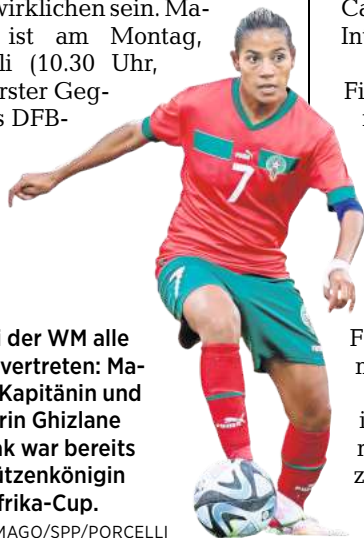 wirklichen sein. Ma-
ist am Montag,
li (10.30 Uhr,
rster Geg-
s DFB-
i der WM alle
vertreten: Ma-
Kapitänin und
rin Ghizlane
ak war bereits
ützenkönigin
frika-Cup.
MAGO/SPP/PORCELLI
7
7
Ca
In
Fi
F
n
i
r
z